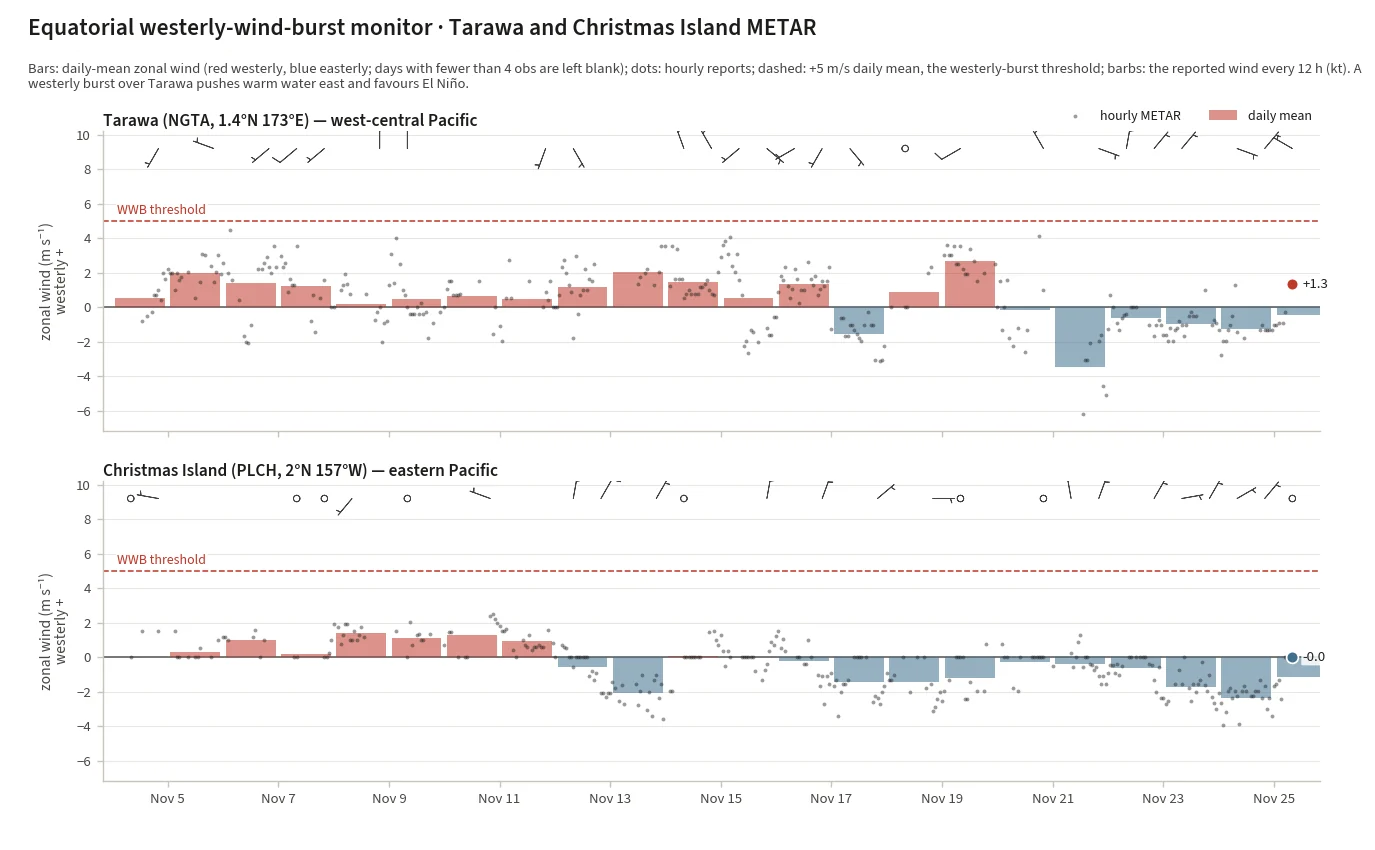 Equatorial westerly-wind-burst monitor · Tarawa and Christmas Island METAR
Bars: daily-mean zonal wind (red westerly, blue easterly; days with fewer than 4 obs are left blank); dots: hourly reports; dashed: +5 m/s daily mean, the westerly-burst threshold; barbs: the reported wind every 12 h (kt). A
westerly burst over Tarawa pushes warm water east and favours El Niño.
Tarawa (NGTA, 1.4°N 173°E) — west-central Pacific
hourly METAR
daily mean
10
8
6
4
2
0
−2
−4
−6
zonal wind (m s⁻¹)
westerly +
WWB threshold
+1.3
Christmas Island (PLCH, 2°N 157°W) — eastern Pacific
10
8
6
4
2
0
−2
−4
−6
zonal wind (m s⁻¹)
westerly +
WWB threshold
-0.0
Nov 5
Nov 7
Nov 9
Nov 11
Nov 13
Nov 15
Nov 17
Nov 19
Nov 21
Nov 23
Nov 25